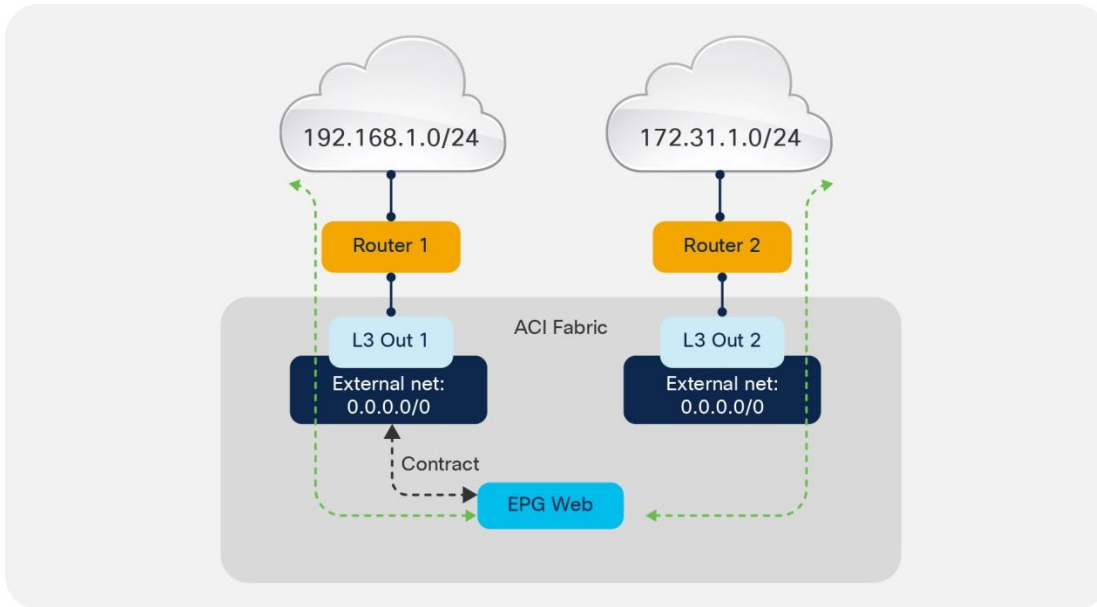 192.168.1.0/24
172.31.1.0/24
Router 1
Router 2
ACI Fabric
L3 Out 1
L3 Out 2
External net:
0.0.0.0/0
External net:
0.0.0.0/0
Contract
EPG Web